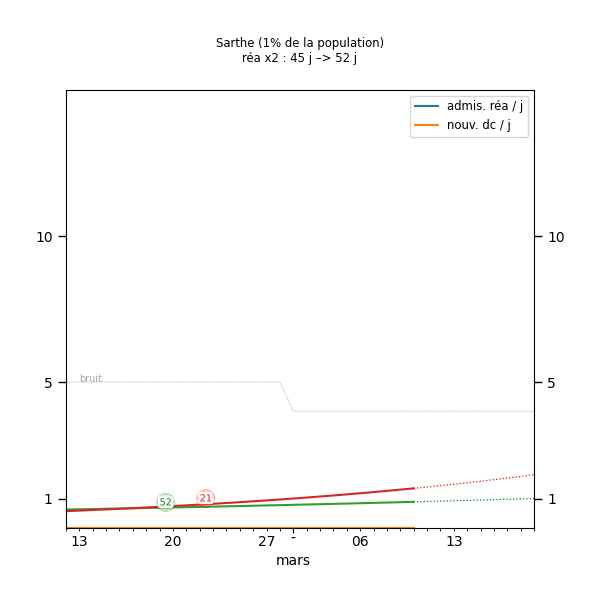 Sarthe (1% de la population)
réa x2 : 45 j –> 52 j
admis. réa / j
nouv. dc / j
10 10
bruit
5 5
52 21
1 1
13 20 27 - 06 13
mars